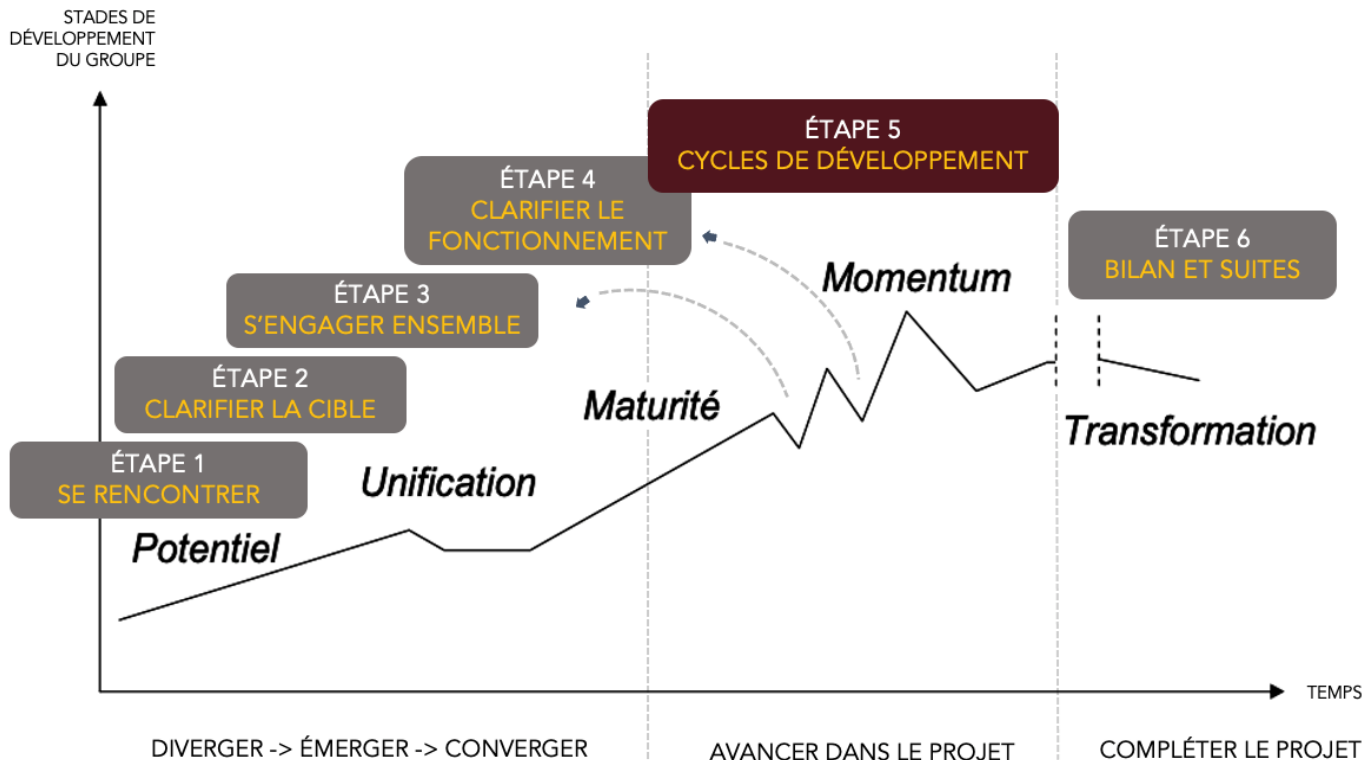 STADES DE
DÉVELOPPEMENT
DU GROUPE
ÉTAPE 5
CYCLES DE DÉVELOPPEMENT
ÉTAPE 4
CLARIFIER LE
FONCTIONNEMENT
ÉTAPE 6
BILAN ET SUITES
ÉTAPE 3
S'ENGAGER ENSEMBLE
Momentum
ÉTAPE 2
CLARIFIER LA CIBLE
Maturité
Transformation
ÉTAPE 1
SE RENCONTRER
Unification
Potentiel
TEMPS
DIVERGER -> ÉMERGER -> CONVERGER
AVANCER DANS LE PROJET
COMPLÉTER LE PROJET